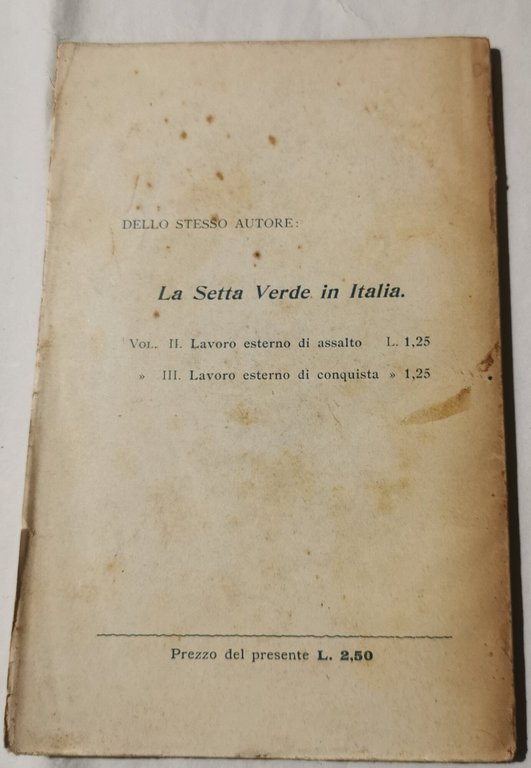 DELLO STESSO AUTORE:
La Setta Verde in Italia.
VOL. II. Lavoro esterno di assalto L. 1,25
» III. Lavoro esterno di conquista » 1,25
Prezzo del presente L. 2,50